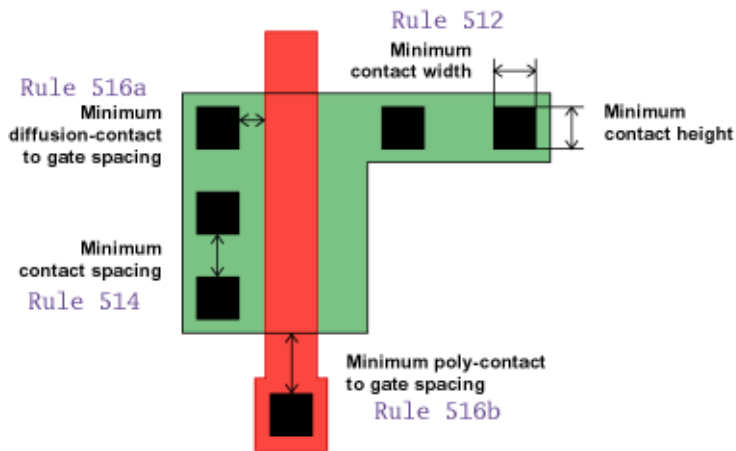 Rule 512
Minimum
contact width
Rule 516a
Minimum
diffusion-contact
to gate spacing
Minimum
contact height
Minimum
contact spacing
Rule 514
Minimum poly-contact
to gate spacing
Rule 516b